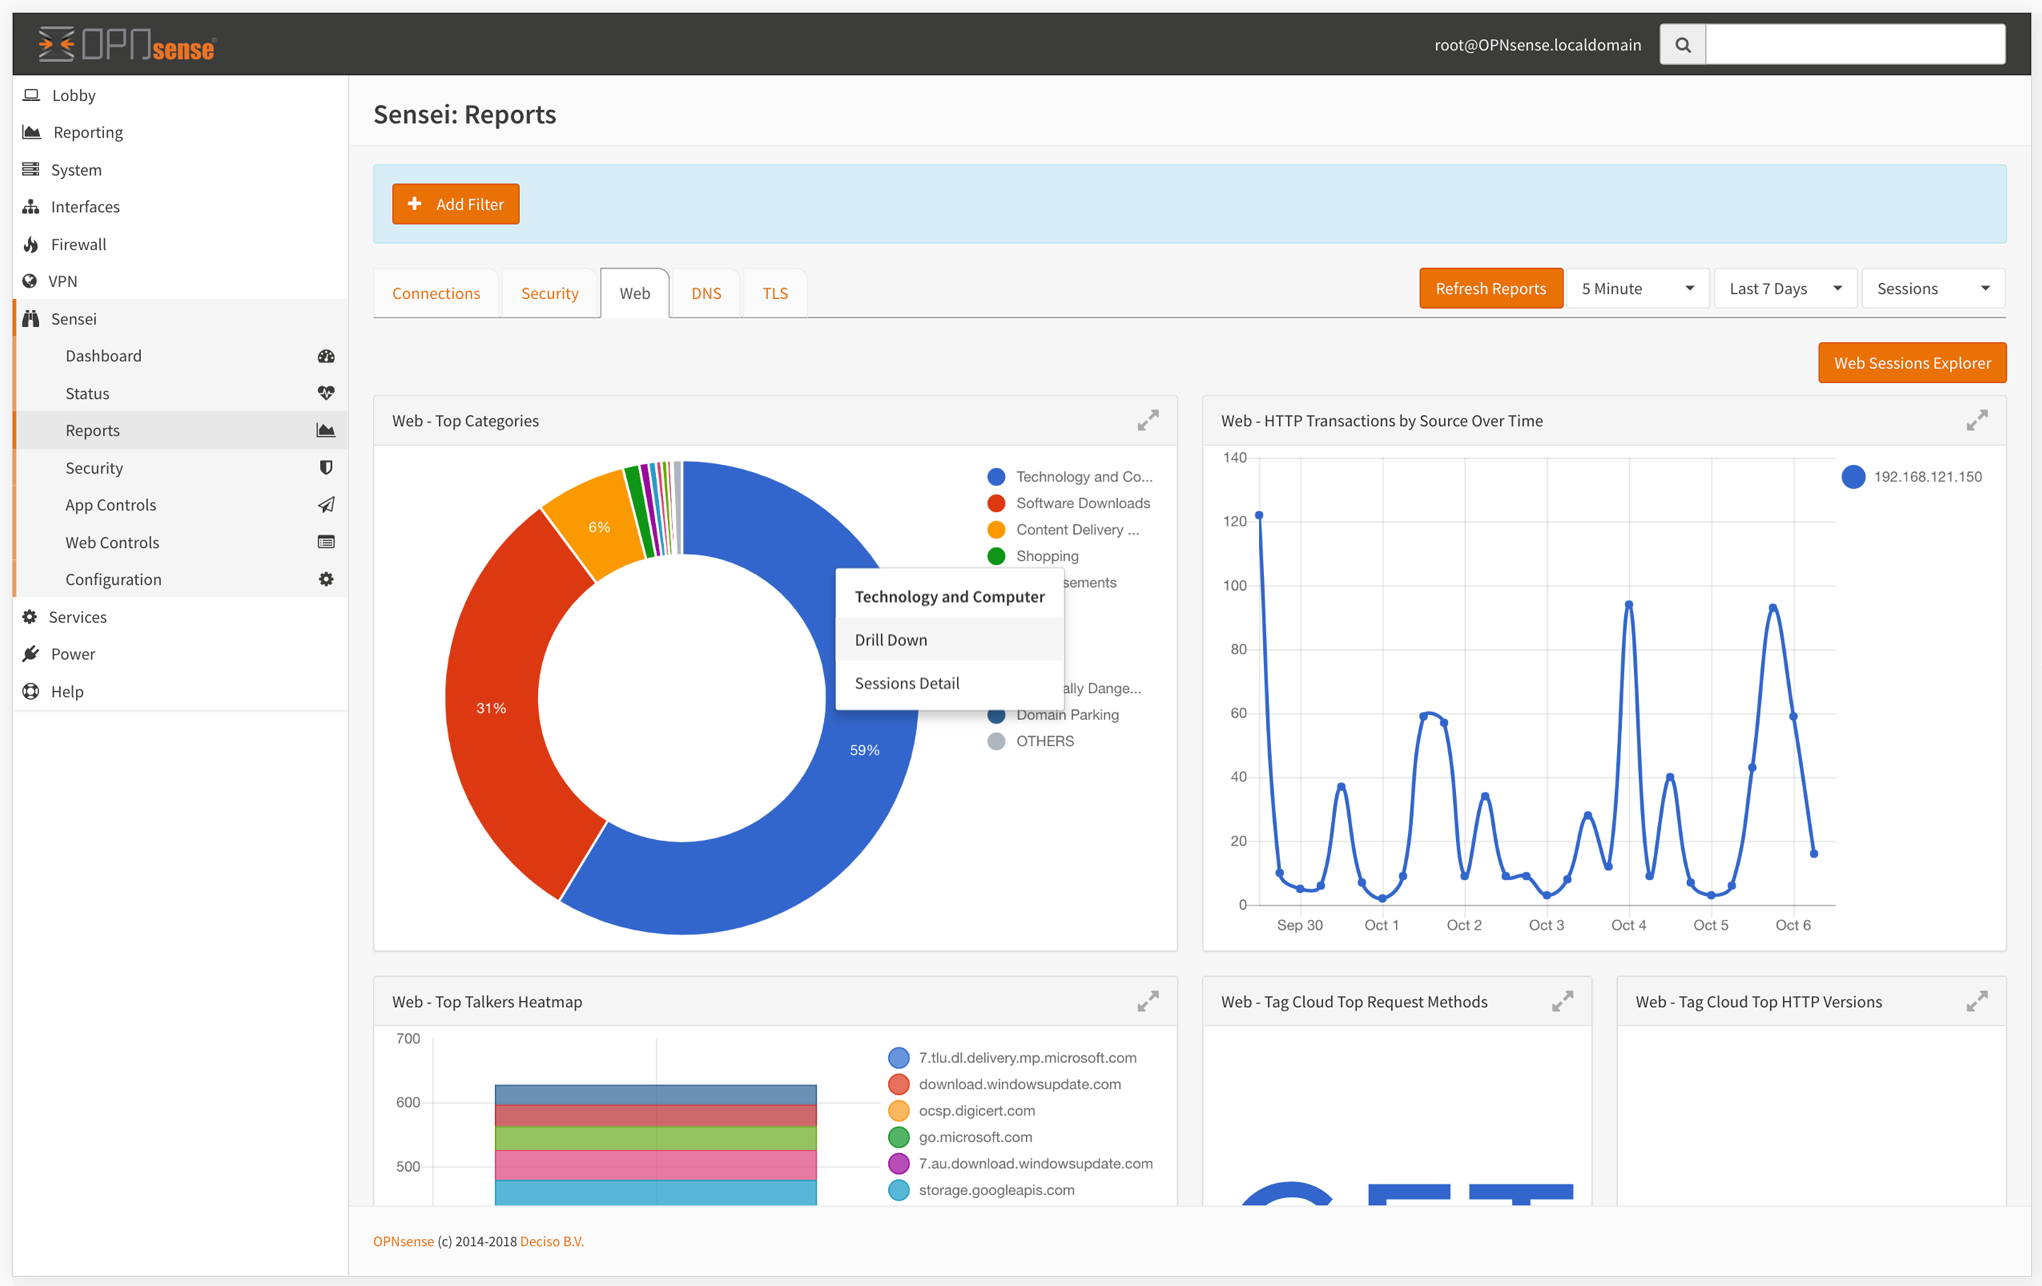 OPNsense
root@OPNsense.localdomain
Lobby
Reporting
System
Interfaces
Firewall
VPN
Sensei
Dashboard
Status
Reports
Security
App Controls
Web Controls
Configuration
Services
Power
Help
Sensei: Reports
Add Filter
Connections
Security
Web
DNS
TLS
Refresh Reports
5 Minute
Last 7 Days
Sessions
Web Sessions Explorer
Web - Top Categories
6%
31%
59%
Technology and Co...
Software Downloads
Content Delivery ...
Shopping
sements
Technology and Computer
Drill Down
Sessions Detail
ally Dange...
Domain Parking
OTHERS
Web - HTTP Transactions by Source Over Time
140
120
100
80
60
40
20
0
Sep 30
Oct 1
Oct 2
Oct 3
Oct 4
Oct 5
Oct 6
192.168.121.150
Web - Top Talkers Heatmap
700
600
500
7.tlu.dl.delivery.mp.microsoft.com
download.windowsupdate.com
ocsp.digicert.com
go.microsoft.com
7.au.download.windowsupdate.com
storage.googleapis.com
Web - Tag Cloud Top Request Methods
GET
Web - Tag Cloud Top HTTP Versions
OPNsense (c) 2014-2018 Deciso B.V.